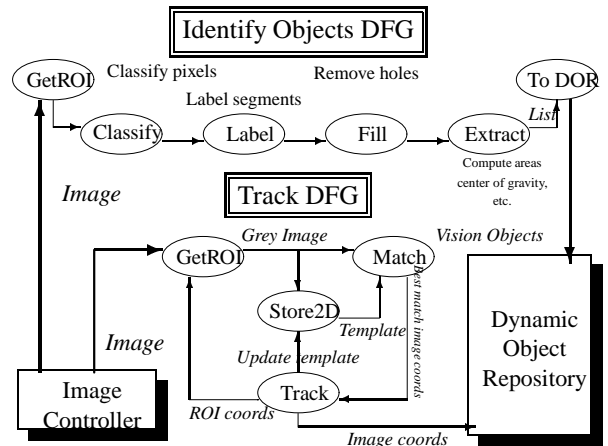 Identify Objects DFG
GetROI
Classify pixels
Remove holes
To DOR
Label segments
List
Classify
Label
Fill
Extract
Compute areas
center of gravity,
etc.
Image
Track DFG
Grey Image
Vision Objects
GetROI
Match
Best match image coords
Store2D
Template
Image
Update template
Dynamic
Object
Repository
Image
Controller
Track
ROI coords
Image coords